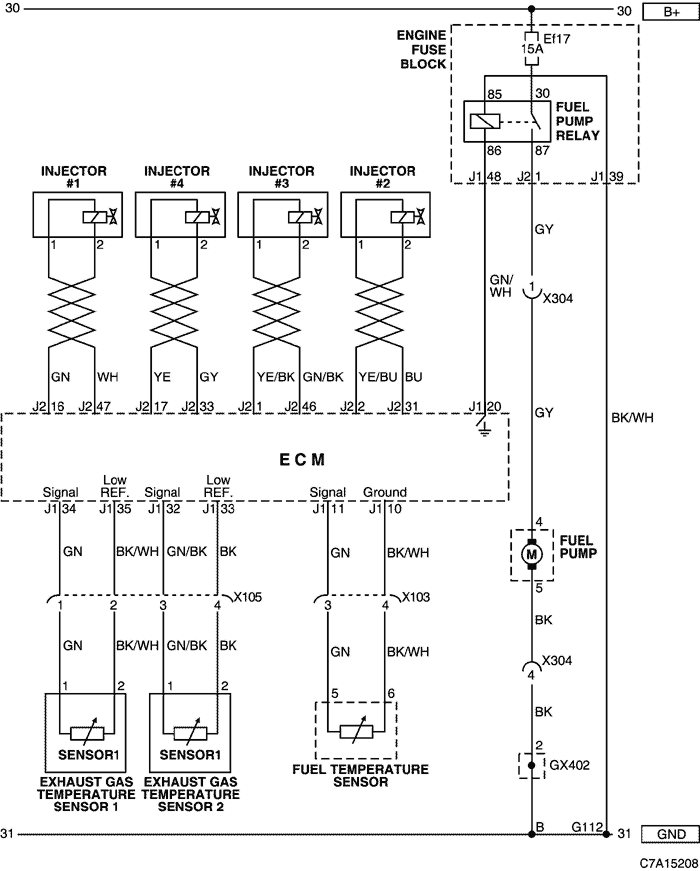 30
30
B+
ENGINE
FUSE
BLOCK
Ef17
15A
85
30
FUEL
PUMP
RELAY
86
87
INJECTOR
#1
INJECTOR
#4
INJECTOR
#3
INJECTOR
#2
J1 48
J2 1
J1 39
1
2
1
2
1
2
1
2
GY
GN/
WH
1
X304
GN
WH
YE
GY
YE/BK
GN/BK
YE/BU
BU
J2 16
J2 47
J2 17
J2 33
J2 1
J2 46
J2 2
J2 31
J1 20
GY
BK/WH
ECM
Signal
Low
REF.
Signal
Low
REF.
Signal
Ground
J1 34
J1 35
J1 32
J1 33
J1 11
J1 10
4
FUEL
PUMP
M
5
GN
BK/WH
GN/BK
BK
GN
BK/WH
1
2
3
4
X105
3
4
X103
BK
GN
BK/WH
GN/BK
BK
GN
BK/WH
X304
4
1
2
1
2
5
6
BK
SENSOR1
SENSOR1
2
GX402
EXHAUST GAS
TEMPERATURE
SENSOR 1
EXHAUST GAS
TEMPERATURE
SENSOR 2
FUEL TEMPERATURE
SENSOR
31
B
G112
31
GND
C7A15208